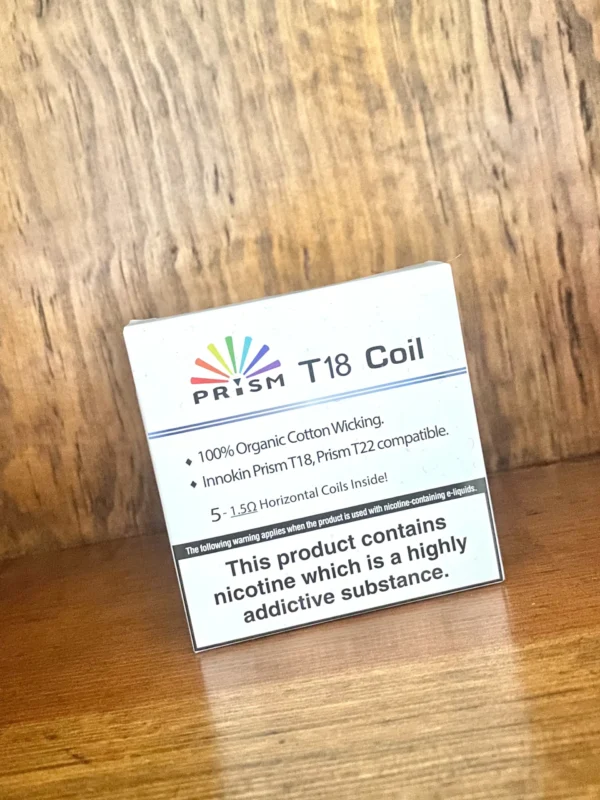 PRISM T18 Coil
♦ 100% Organic Cotton Wicking.
♦ Innokin Prism T18, Prism T22 compatible.
5 - 1.5Ω Horizontal Coils Inside!
The following warning applies when the product is used with nicotine-containing e-liquids.
This product contains
nicotine which is a highly
addictive substance.